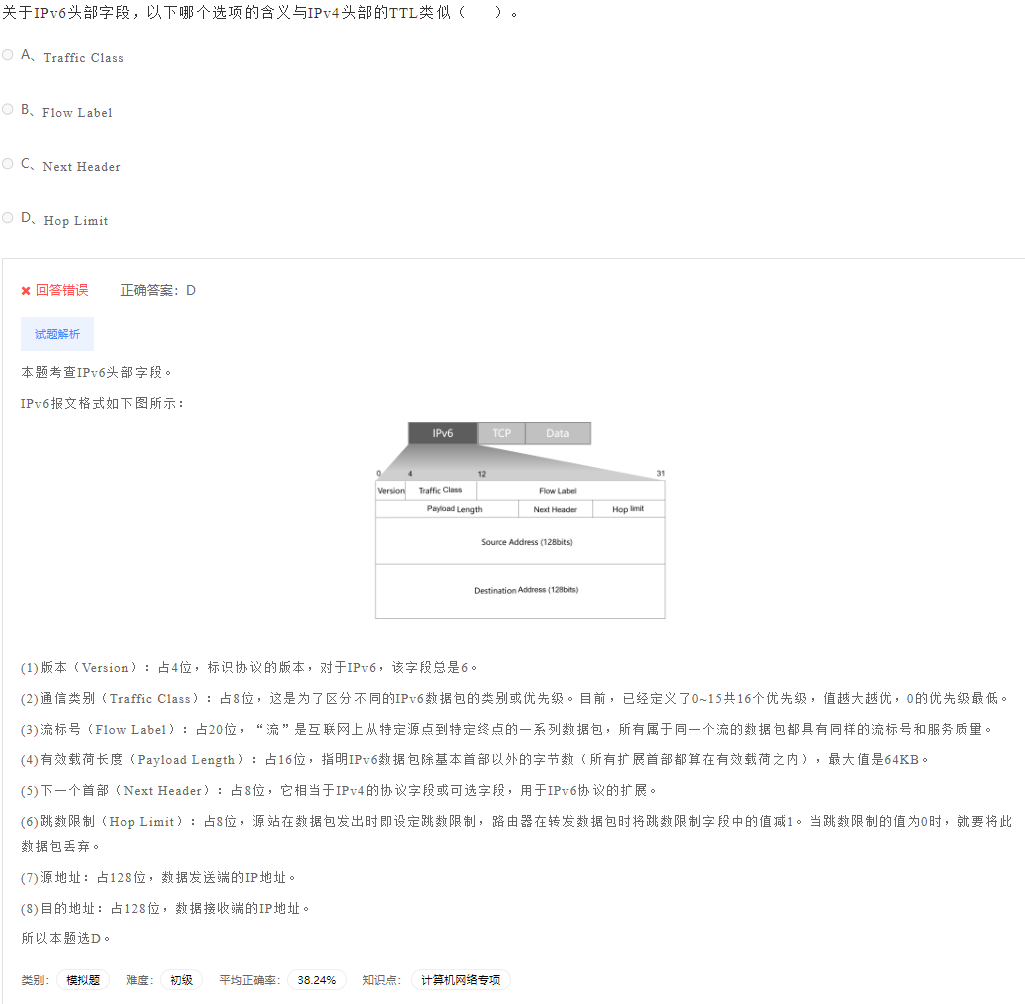 关于IPv6头部字段，以下哪个选项的含义与IPv4头部的TTL类似（　　）。
A、Traffic Class
B、Flow Label
C、Next Header
D、Hop Limit
回答错误 正确答案：D
试题解析
本题考查IPv6头部字段。
IPv6报文格式如下图所示：
IPv6 TCP Data
0 4 12 31
Version Traffic Class Flow Label
Payload Length Next Header Hop limit
Source Address (128bits)
Destination Address (128bits)
(1)版本（Version）：占4位，标识协议的版本，对于IPv6，该字段总是6。
(2)通信类别（Traffic Class）：占8位，这是为了区分不同的IPv6数据包的类别或优先级。目前，已经定义了0~15共16个优先级，值越大越优，0的优先级最低。
(3)流标号（Flow Label）：占20位，“流”是互联网上从特定源点到特定终点的一系列数据包，所有属于同一个流的数据包都具有同样的流标号和服务质量。
(4)有效载荷长度（Payload Length）：占16位，指明IPv6数据包除基本首部以外的字节数（所有扩展首部都算在有效载荷之内），最大值是64KB。
(5)下一个首部（Next Header）：占8位，它相当于IPv4的协议字段或可选字段，用于IPv6协议的扩展。
(6)跳数限制（Hop Limit）：占8位，源站在数据包发出时即设定跳数限制，路由器在转发数据包时将跳数限制字段中的值减1。当跳数限制的值为0时，就要将此
数据包丢弃。
(7)源地址：占128位，数据发送端的IP地址。
(8)目的地址：占128位，数据接收端的IP地址。
所以本题选D。
类别： 模拟题 难度： 初级 平均正确率： 38.24% 知识点： 计算机网络专项